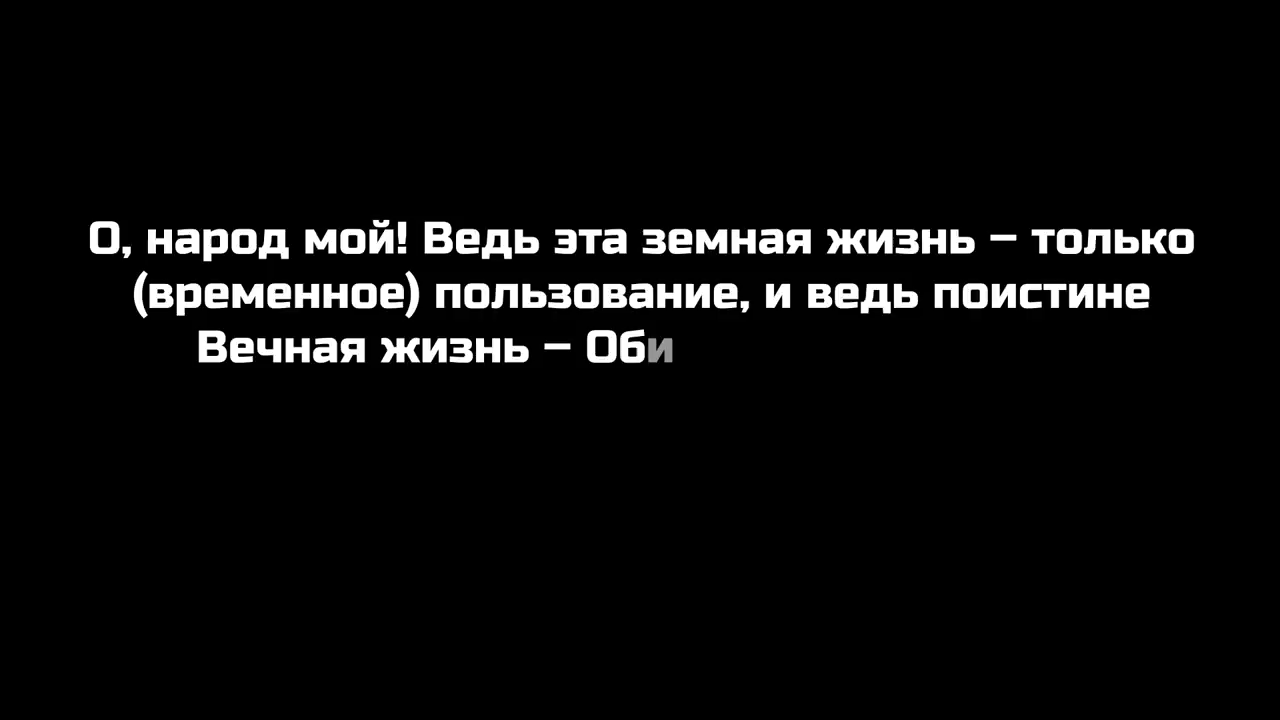 О, народ мой! Ведь эта земная жизнь – только
(временное) пользование, и ведь поистине
Вечная жизнь – Оби